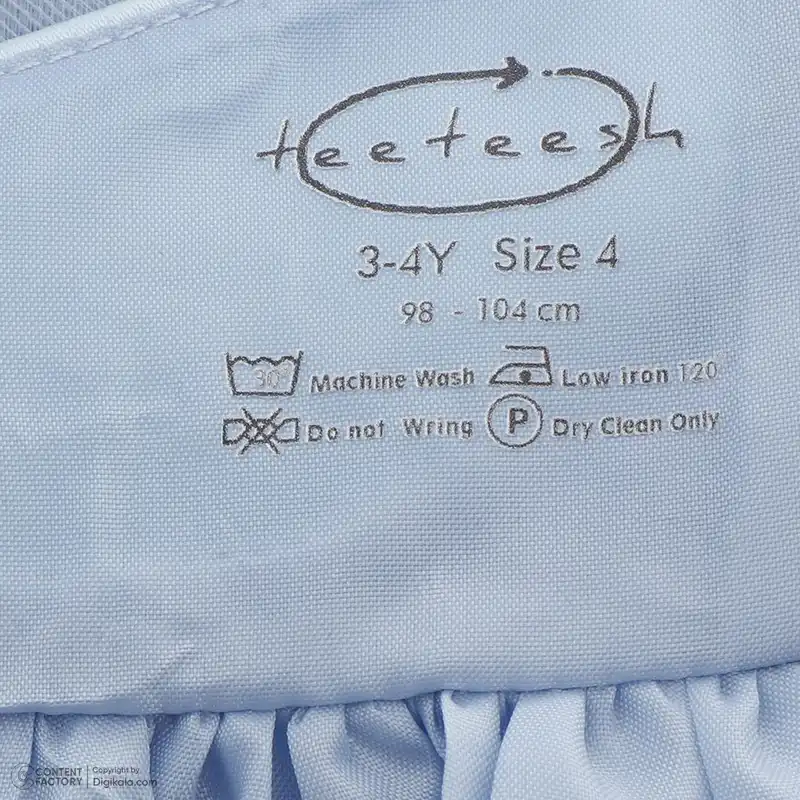 teeteesh
3-4Y Size 4
98 - 104 cm
30° Machine Wash Low iron 120
Do not Wring P Dry Clean Only
CONTENT FACTORY Copyright by Digikala.com